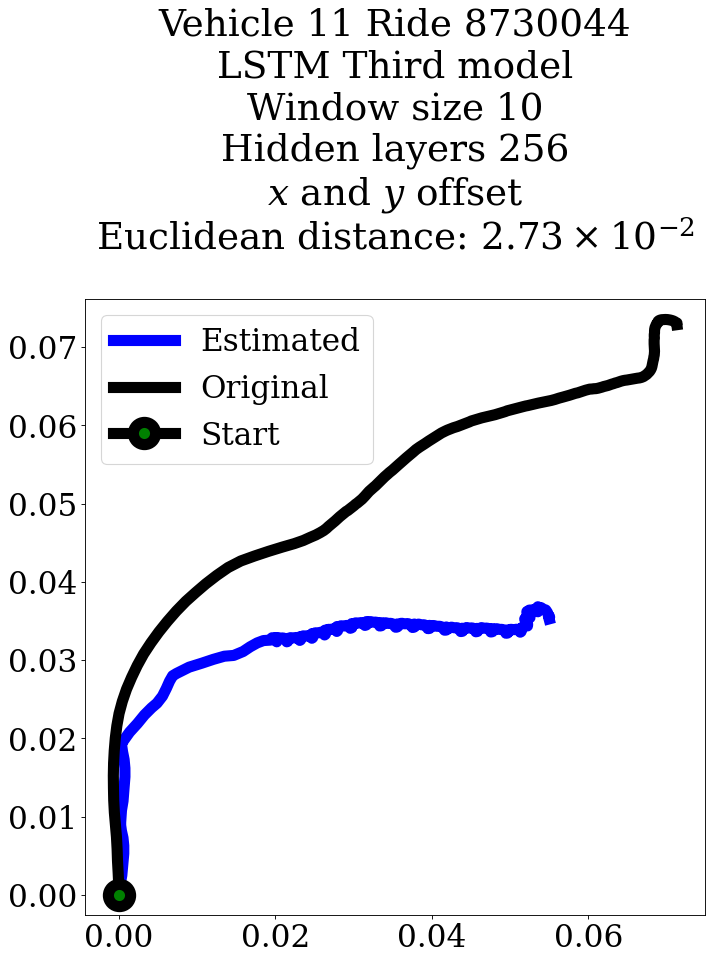 Vehicle 11 Ride 8730044
LSTM Third model
Window size 10
Hidden layers 256
x and y offset
Euclidean distance: 2.73 × 10⁻²
Estimated
Original
Start
0.07
0.06
0.05
0.04
0.03
0.02
0.01
0.00
0.00 0.02 0.04 0.06